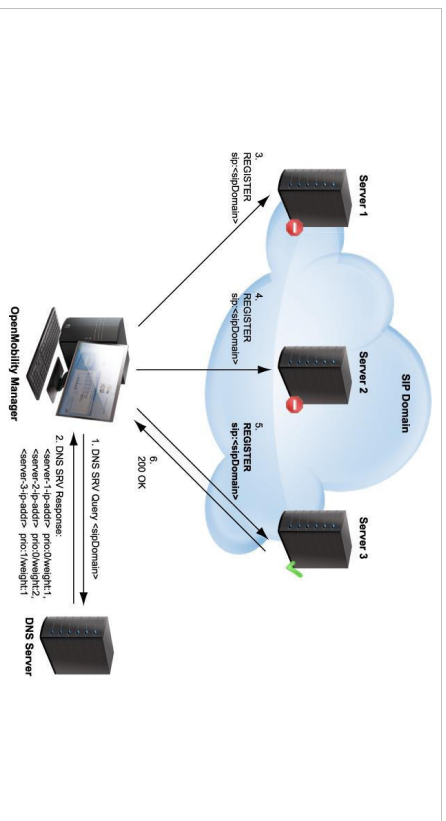 SIP Domain
Server 1
Server 2
Server 3
3.
REGISTER
sip:<sipDomain>
4.
REGISTER
sip:<sipDomain>
5.
REGISTER
sip:<sipDomain>
6.
200 OK
OpenMobility Manager
1. DNS SRV Query <sipDomain>
2. DNS SRV Response:
<server-1-ip-addr> prio:0/weight:1,
<server-2-ip-addr> prio:0/weight:2,
<server-3-ip-addr> prio:1/weight:1
DNS Server